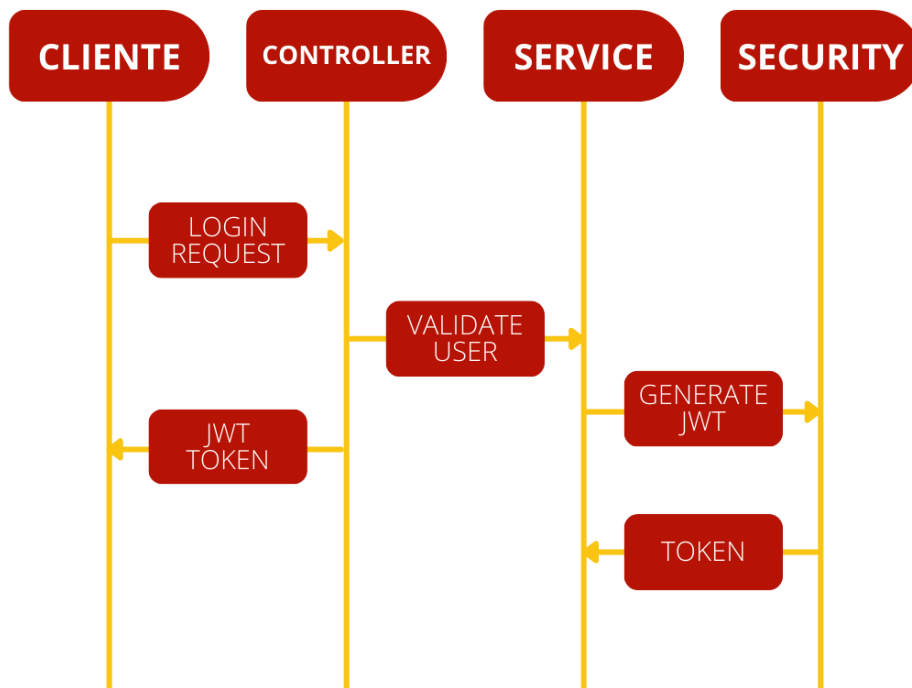 CLIENTE
CONTROLLER
SERVICE
SECURITY
LOGIN
REQUEST
VALIDATE
USER
GENERATE
JWT
JWT
TOKEN
TOKEN